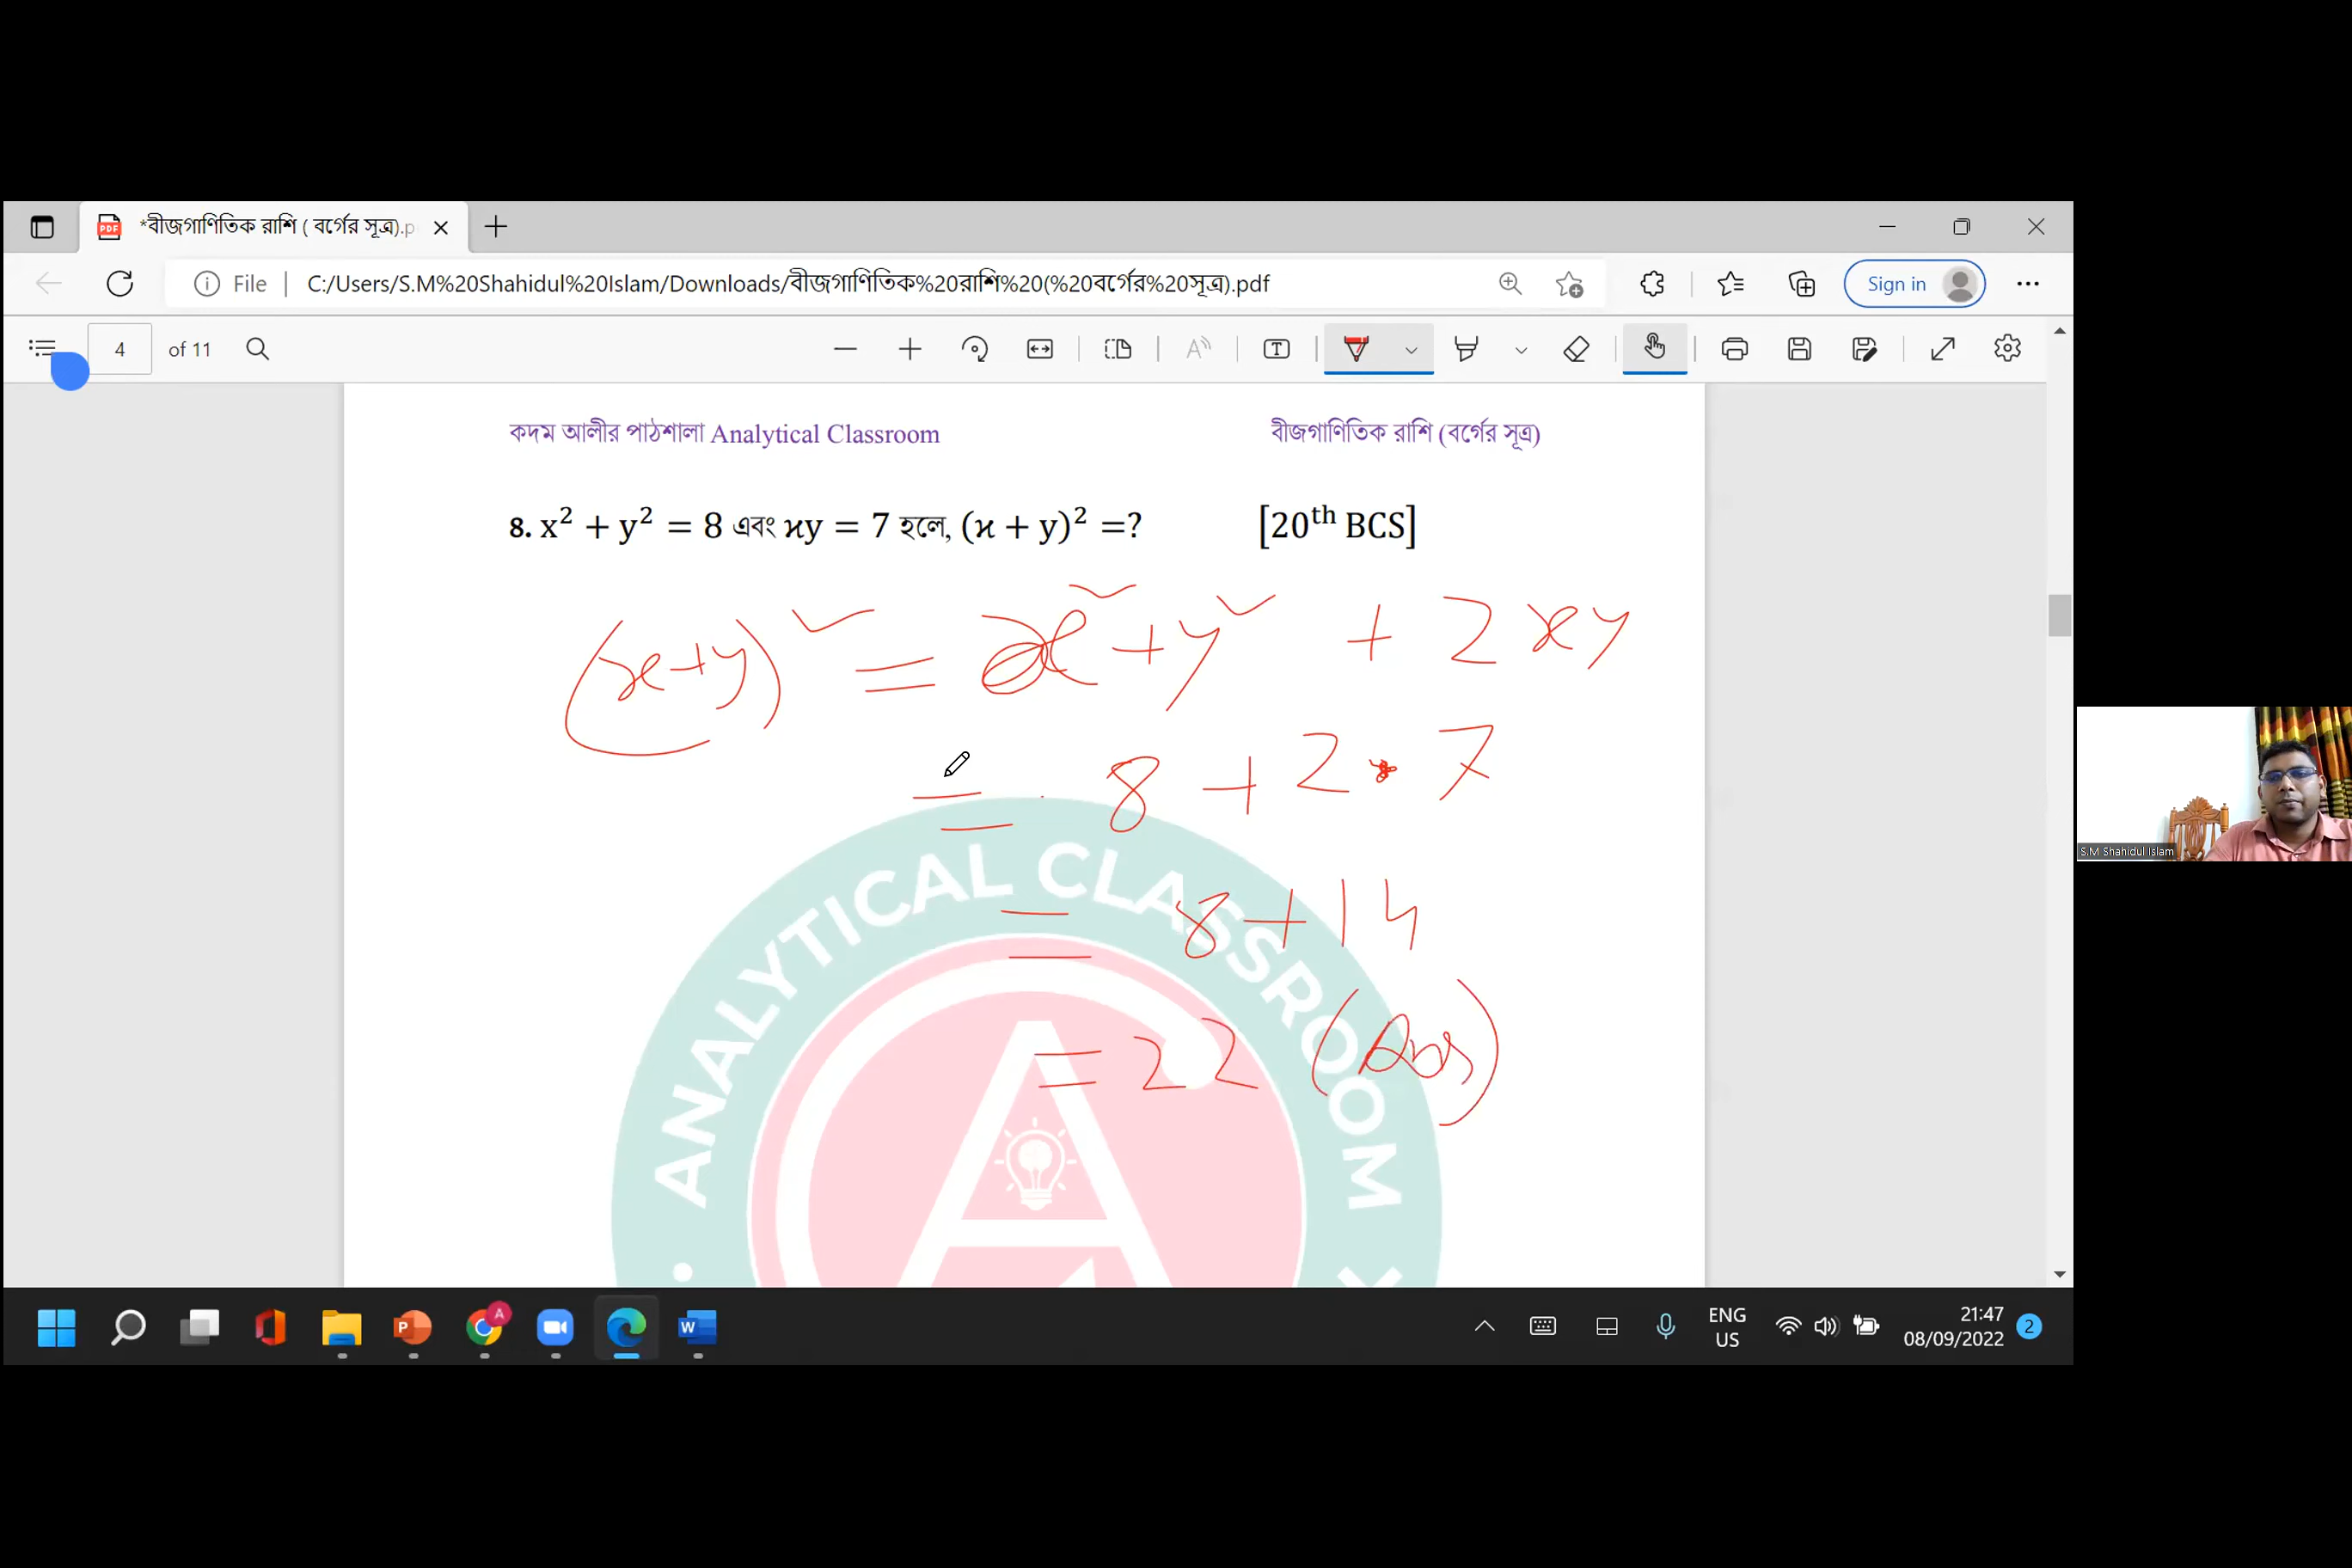 *বীজগাণিতিক রাশি ( বর্গের সূত্র).p
File | C:/Users/S.M%20Shahidul%20Islam/Downloads/বীজগাণিতিক%20রাশি%20(%20বর্গের%20সূত্র).pdf
Sign in
4 of 11
কদম আলীর পাঠশালা Analytical Classroom
বীজগাণিতিক রাশি (বর্গের সূত্র)
8. x² + y² = 8 এবং xy = 7 হলে, (x + y)² =? [20th BCS]
(x+y)² = x² + y² + 2xy
= 8 + 2 · 7
= 8 + 14
= 22 (Ans)
ANALYTICAL CLASSROOM
S.M Shahidul Islam
ENG
US
21:47
08/09/2022
2